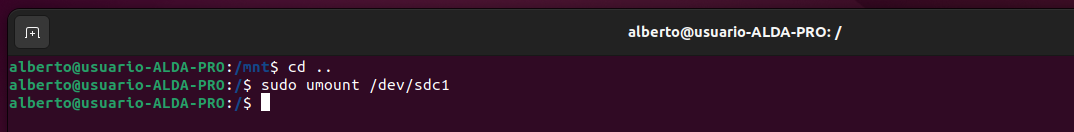 alberto@usuario-ALDA-PRO: /
alberto@usuario-ALDA-PRO:/mnt$ cd ..
alberto@usuario-ALDA-PRO:/$ sudo umount /dev/sdc1
alberto@usuario-ALDA-PRO:/$